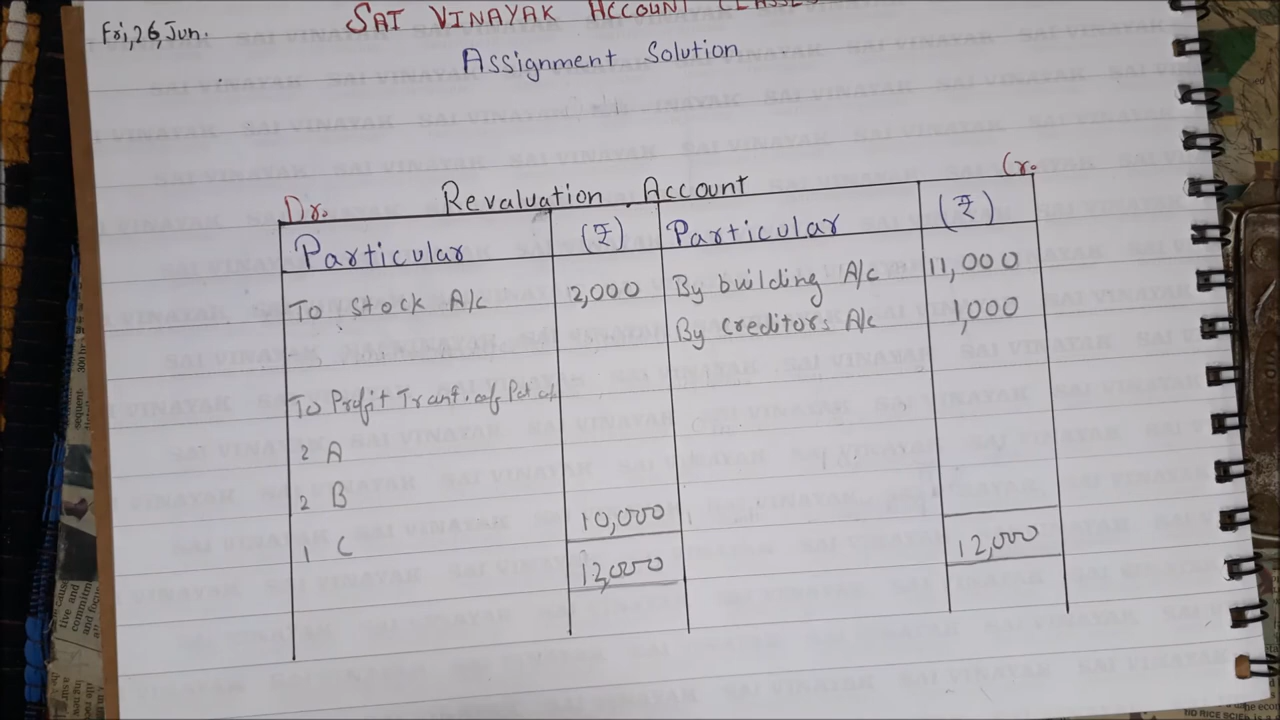 Fri, 26, Jun.
SAI VINAYAK ACCOUNT CLASSES
Assignment Solution
Dr. Revaluation Account Cr.
Particular (₹) Particular (₹)
To Stock A/c 2,000 By building A/c 11,000
By Creditors A/c 1,000
To Profit Tranf. of
2 A
2 B
10,000
1 C
12,000 12,000